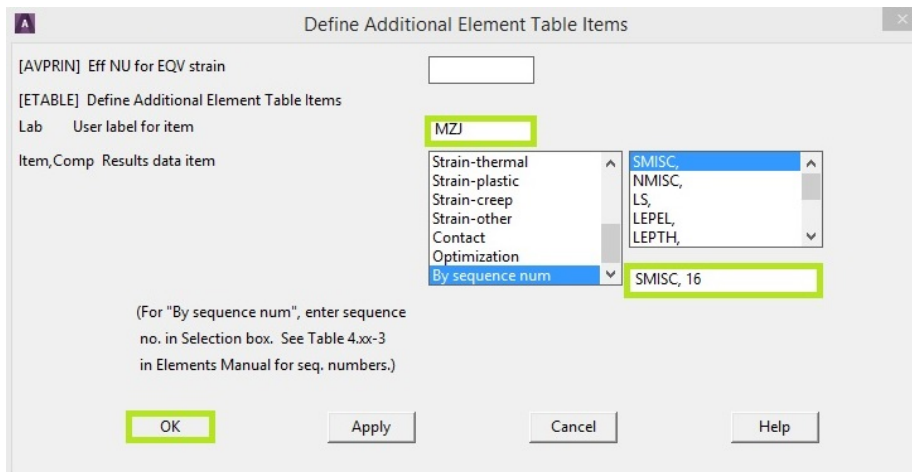 A
Define Additional Element Table Items
[AVPRIN] Eff NU for EQV strain
[ETABLE] Define Additional Element Table Items
Lab User label for item
MZJ
Item,Comp Results data item
Strain-thermal
Strain-plastic
Strain-creep
Strain-other
Contact
Optimization
By sequence num
SMISC,
NMISC,
LS,
LEPEL,
LEPTH,
SMISC, 16
(For "By sequence num", enter sequence
no. in Selection box. See Table 4.xx-3
in Elements Manual for seq. numbers.)
OK Apply Cancel Help